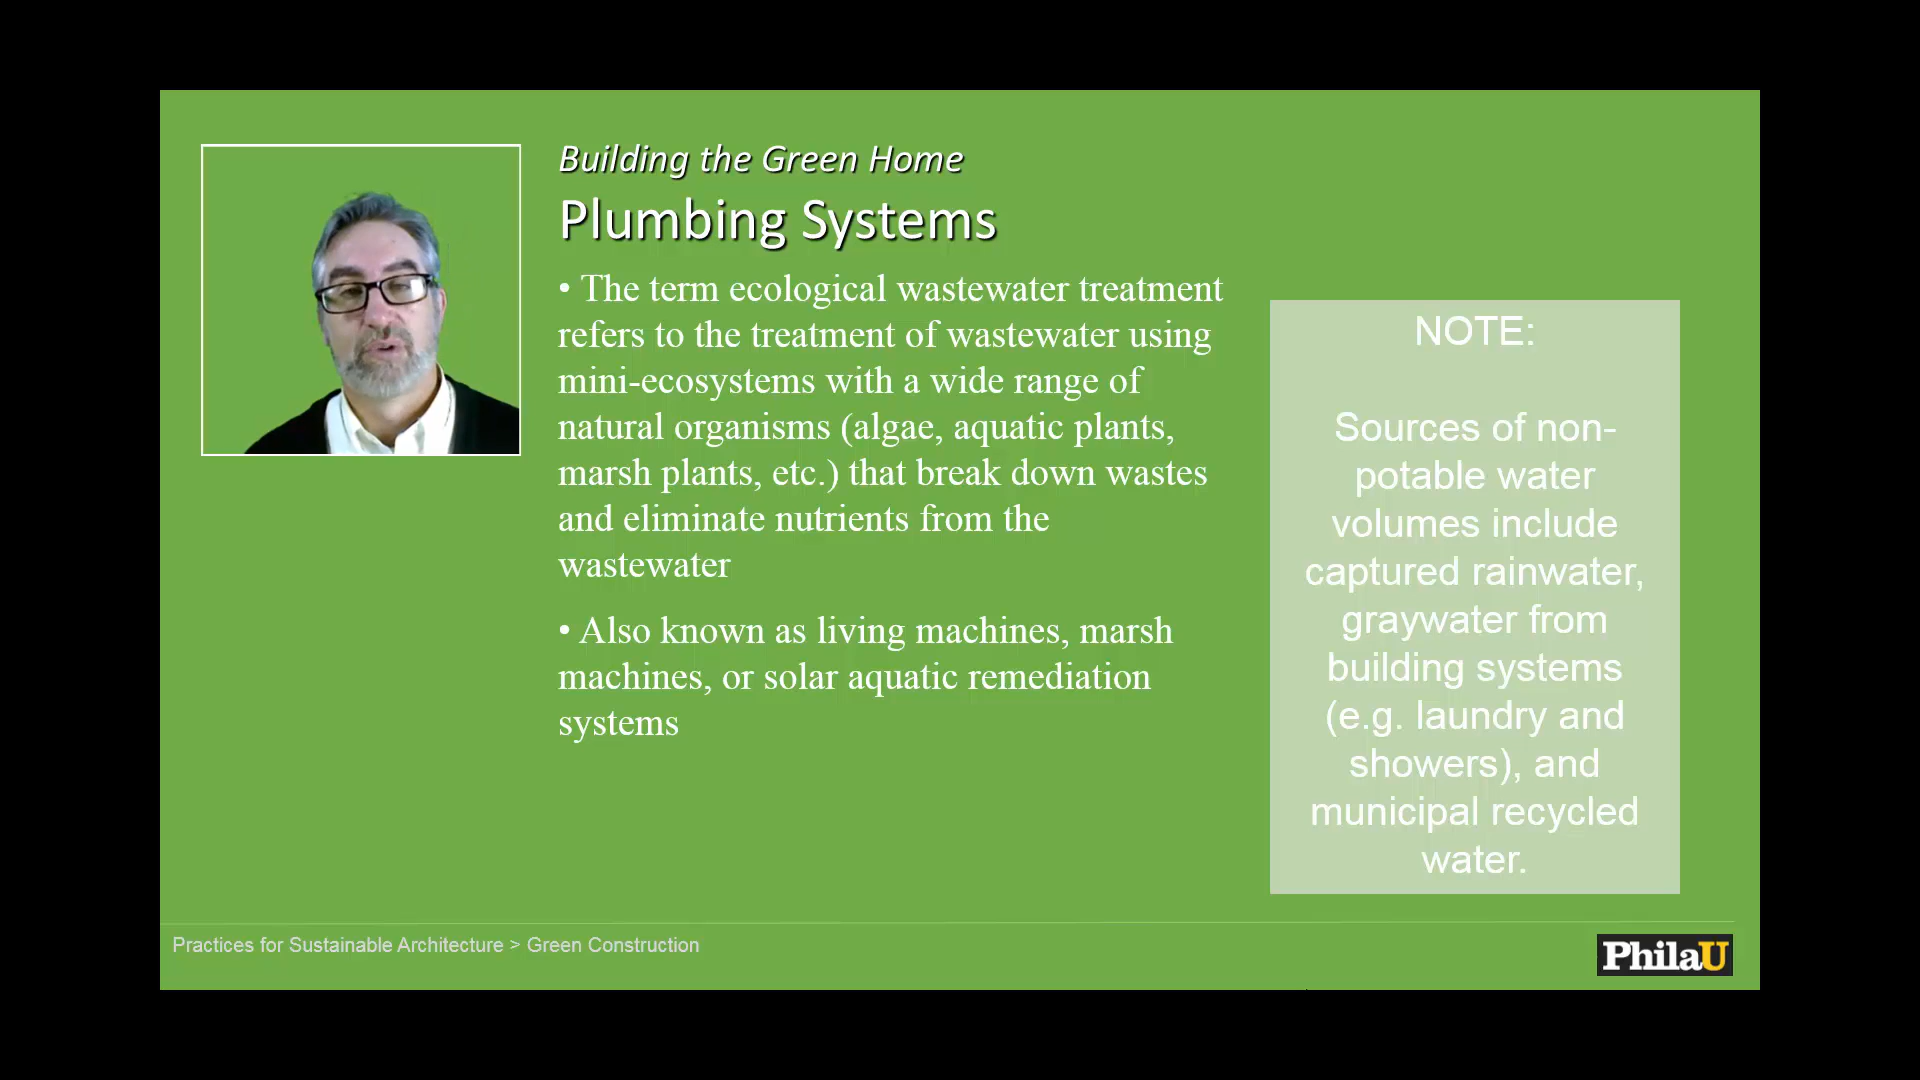 Building the Green Home
Plumbing Systems
• The term ecological wastewater treatment
refers to the treatment of wastewater using
mini-ecosystems with a wide range of
natural organisms (algae, aquatic plants,
marsh plants, etc.) that break down wastes
and eliminate nutrients from the
wastewater
• Also known as living machines, marsh
machines, or solar aquatic remediation
systems
NOTE:
Sources of non-
potable water
volumes include
captured rainwater,
graywater from
building systems
(e.g. laundry and
showers), and
municipal recycled
water.
Practices for Sustainable Architecture > Green Construction
PhilaU